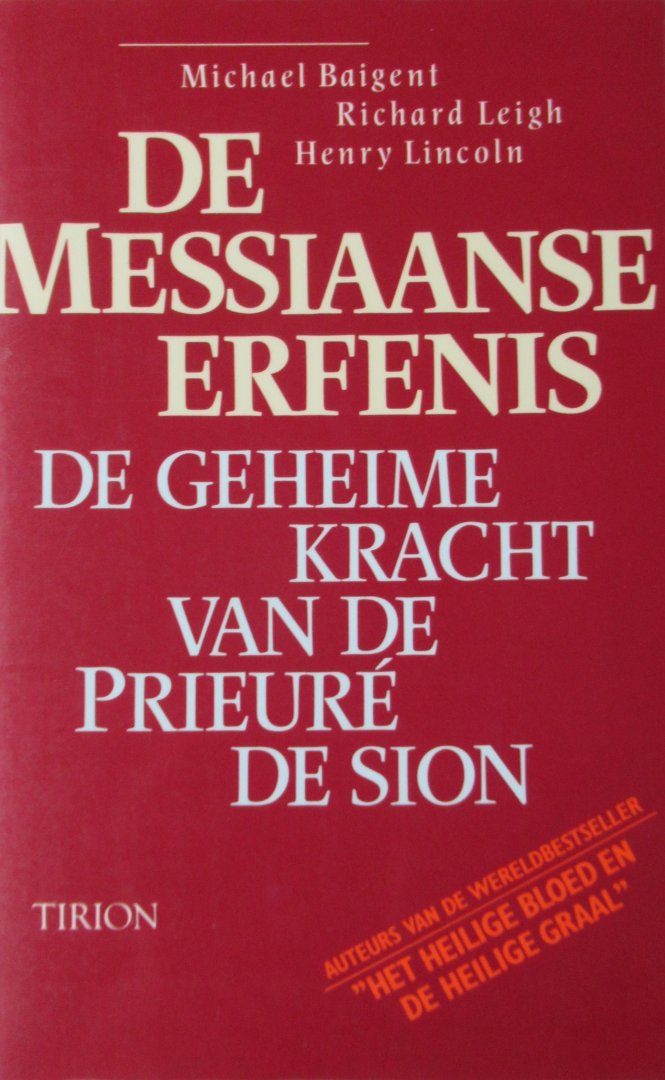 Michael Baigent
Richard Leigh
Henry Lincoln
DE
MESSIAANSE
ERFENIS
DE GEHEIME
KRACHT
VAN DE
PRIEURÉ
DE SION
TIRION
AUTEURS VAN DE WERELDBESTSELLER
"HET HEILIGE BLOED EN
DE HEILIGE GRAAL"